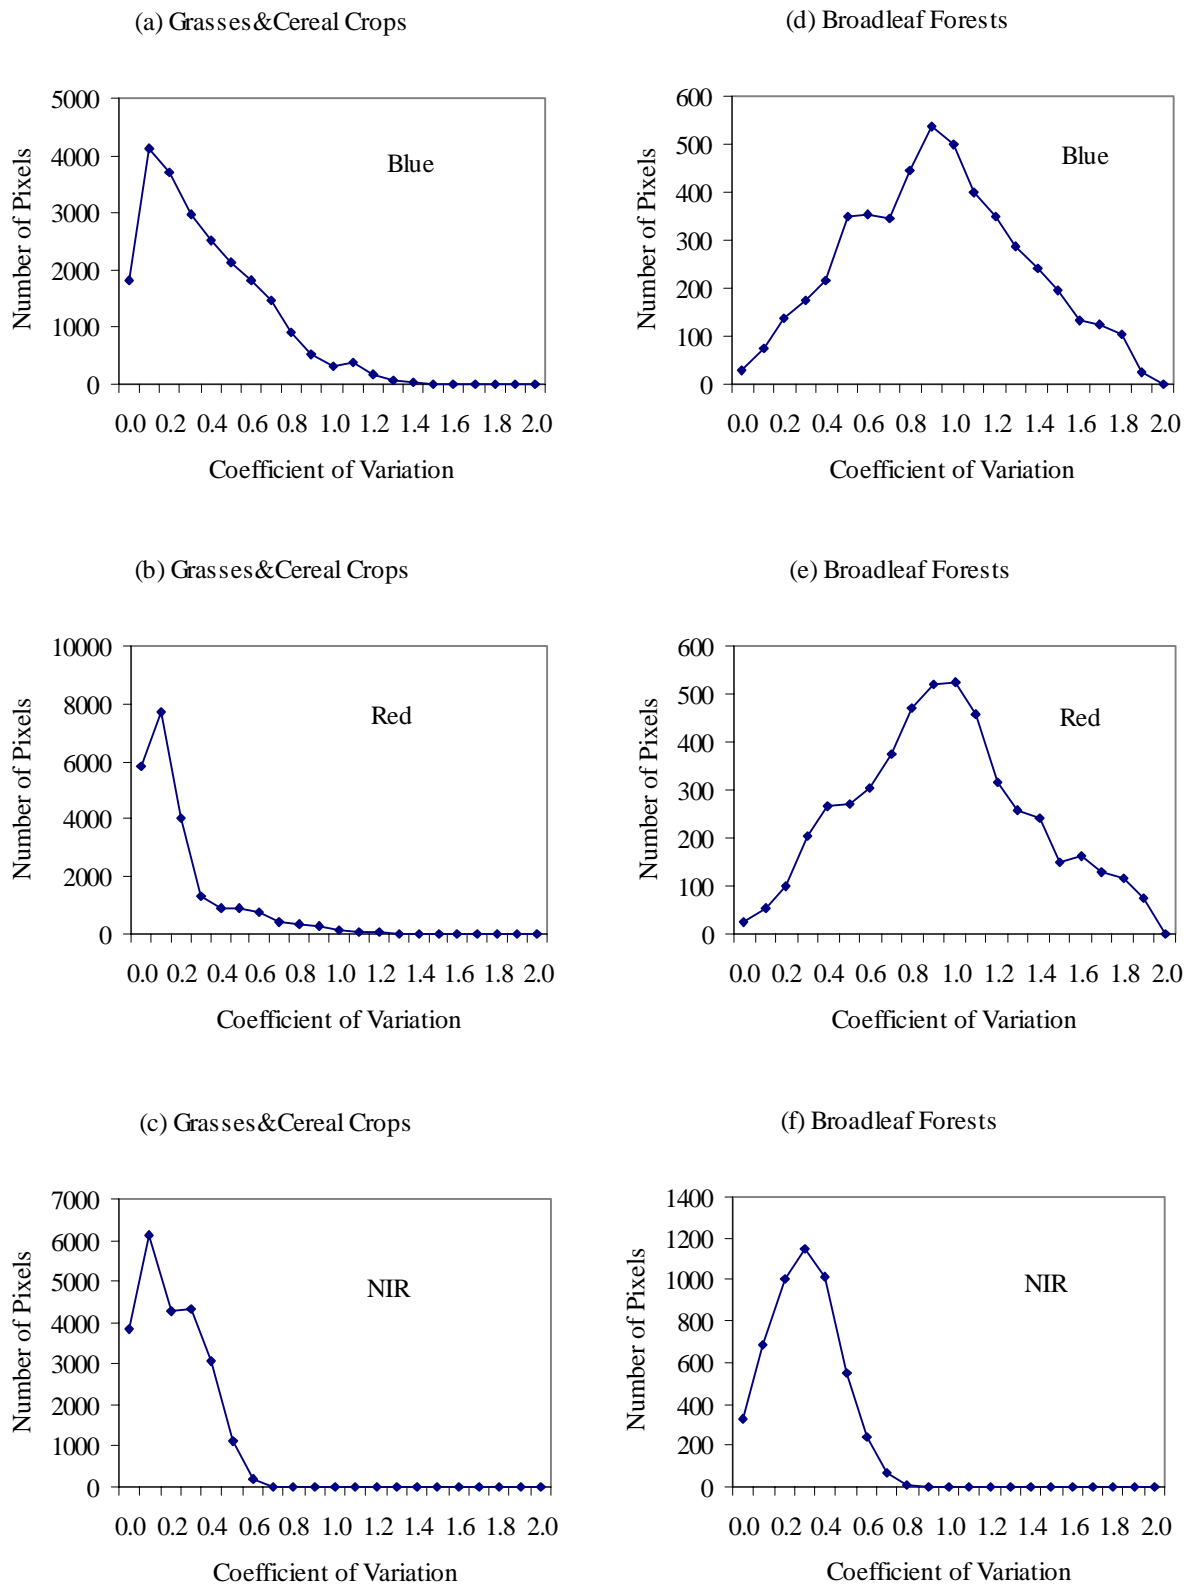 (a) Grasses&Cereal Crops
5000
4000
3000
2000
1000
0
Number of Pixels
Blue
0.0 0.2 0.4 0.6 0.8 1.0 1.2 1.4 1.6 1.8 2.0
Coefficient of Variation
(d) Broadleaf Forests
600
500
400
300
200
100
0
Number of Pixels
Blue
0.0 0.2 0.4 0.6 0.8 1.0 1.2 1.4 1.6 1.8 2.0
Coefficient of Variation
(b) Grasses&Cereal Crops
10000
8000
6000
4000
2000
0
Number of Pixels
Red
0.0 0.2 0.4 0.6 0.8 1.0 1.2 1.4 1.6 1.8 2.0
Coefficient of Variation
(e) Broadleaf Forests
600
500
400
300
200
100
0
Number of Pixels
Red
0.0 0.2 0.4 0.6 0.8 1.0 1.2 1.4 1.6 1.8 2.0
Coefficient of Variation
(c) Grasses&Cereal Crops
7000
6000
5000
4000
3000
2000
1000
0
Number of Pixels
NIR
0.0 0.2 0.4 0.6 0.8 1.0 1.2 1.4 1.6 1.8 2.0
Coefficient of Variation
(f) Broadleaf Forests
1400
1200
1000
800
600
400
200
0
Number of Pixels
NIR
0.0 0.2 0.4 0.6 0.8 1.0 1.2 1.4 1.6 1.8 2.0
Coefficient of Variation